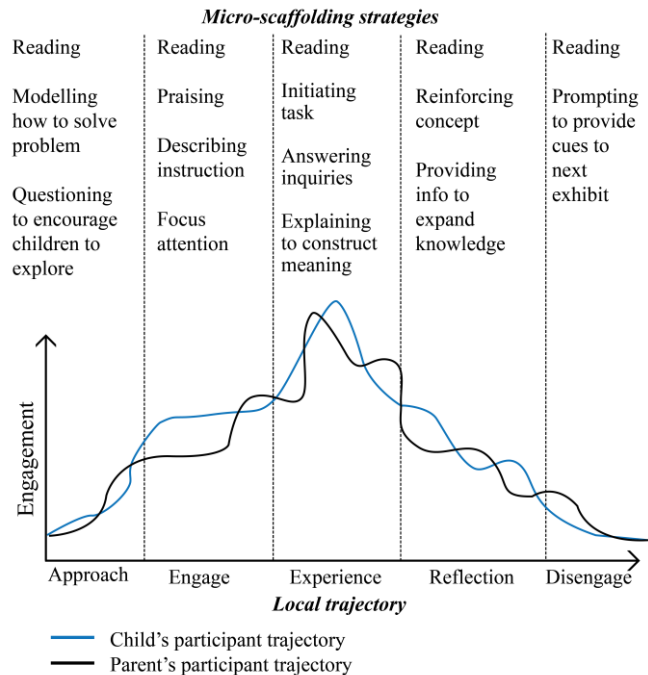 Micro-scaffolding strategies
Reading
Modelling
how to solve
problem
Questioning
to encourage
children to
explore
Reading
Praising
Describing
instruction
Focus
attention
Reading
Initiating
task
Answering
inquiries
Explaining
to construct
meaning
Reading
Reinforcing
concept
Providing
info to
expand
knowledge
Reading
Prompting
to provide
cues to
next
exhibit
Engagement
Approach
Engage
Experience
Reflection
Disengage
Local trajectory
Child's participant trajectory
Parent's participant trajectory